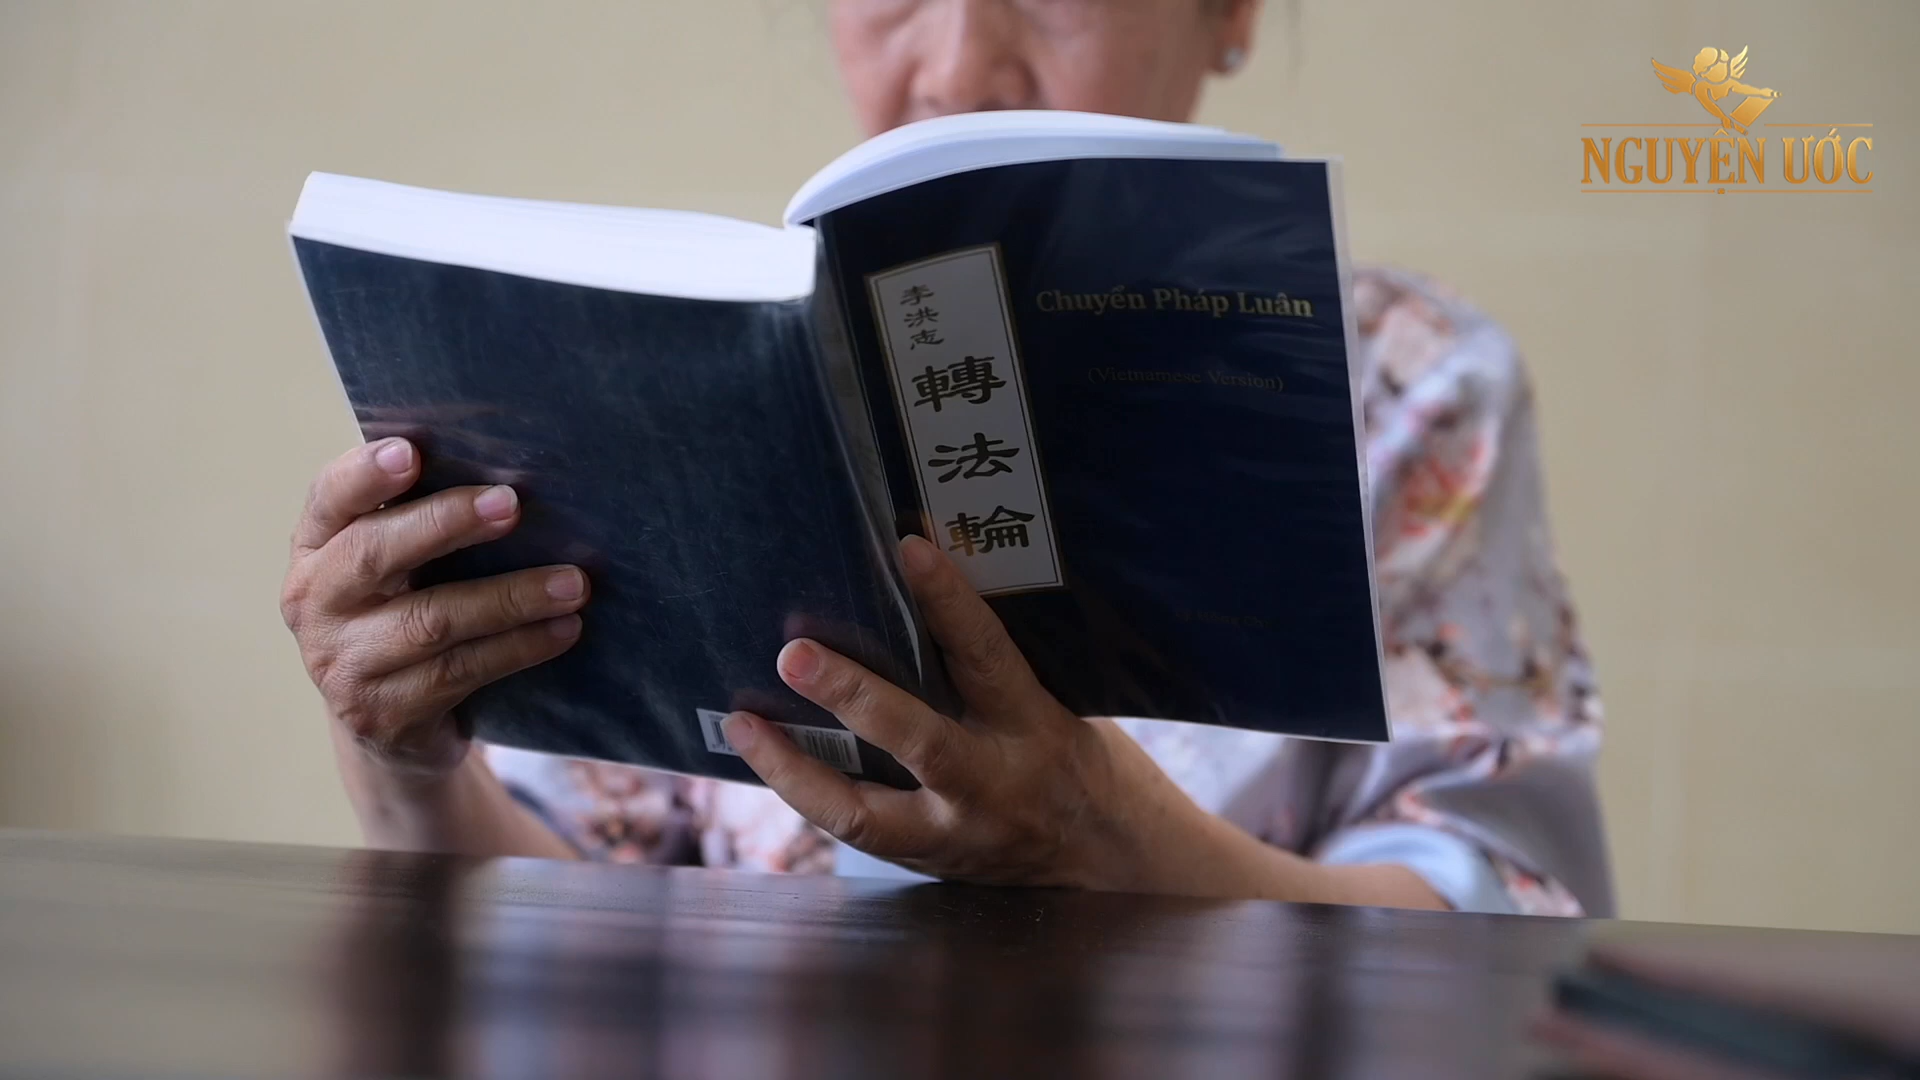 NGUYỆN ƯỚC
李洪志
轉法輪
Chuyển Pháp Luân
(Vietnamese Version)